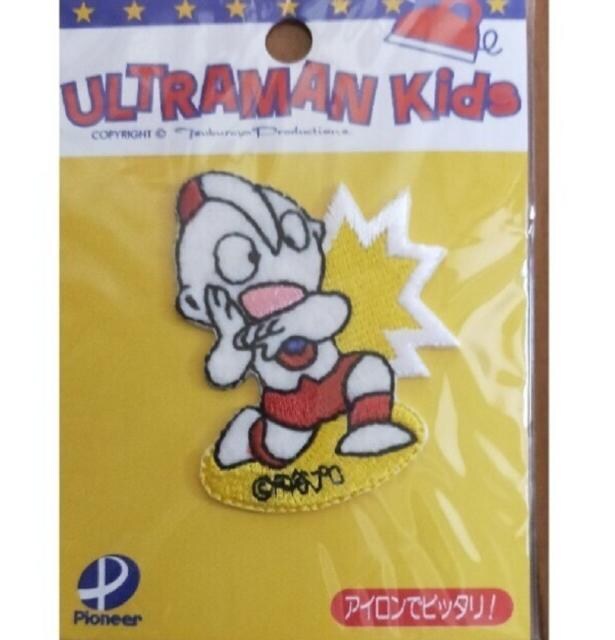 ULTRAMAN Kids
COPYRIGHT © Tsuburaya Productions
©円谷プロ
Pioneer
アイロンでピッタリ!